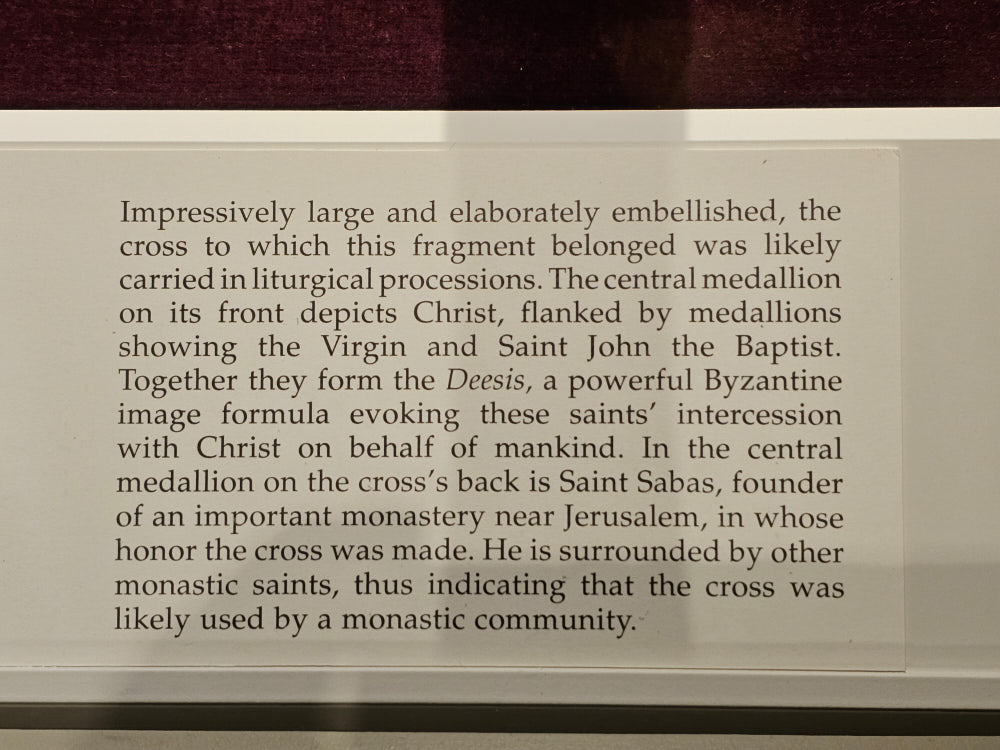 Impressively large and elaborately embellished, the
cross to which this fragment belonged was likely
carried in liturgical processions. The central medallion
on its front depicts Christ, flanked by medallions
showing the Virgin and Saint John the Baptist.
Together they form the Deesis, a powerful Byzantine
image formula evoking these saints’ intercession
with Christ on behalf of mankind. In the central
medallion on the cross’s back is Saint Sabas, founder
of an important monastery near Jerusalem, in whose
honor the cross was made. He is surrounded by other
monastic saints, thus indicating that the cross was
likely used by a monastic community.